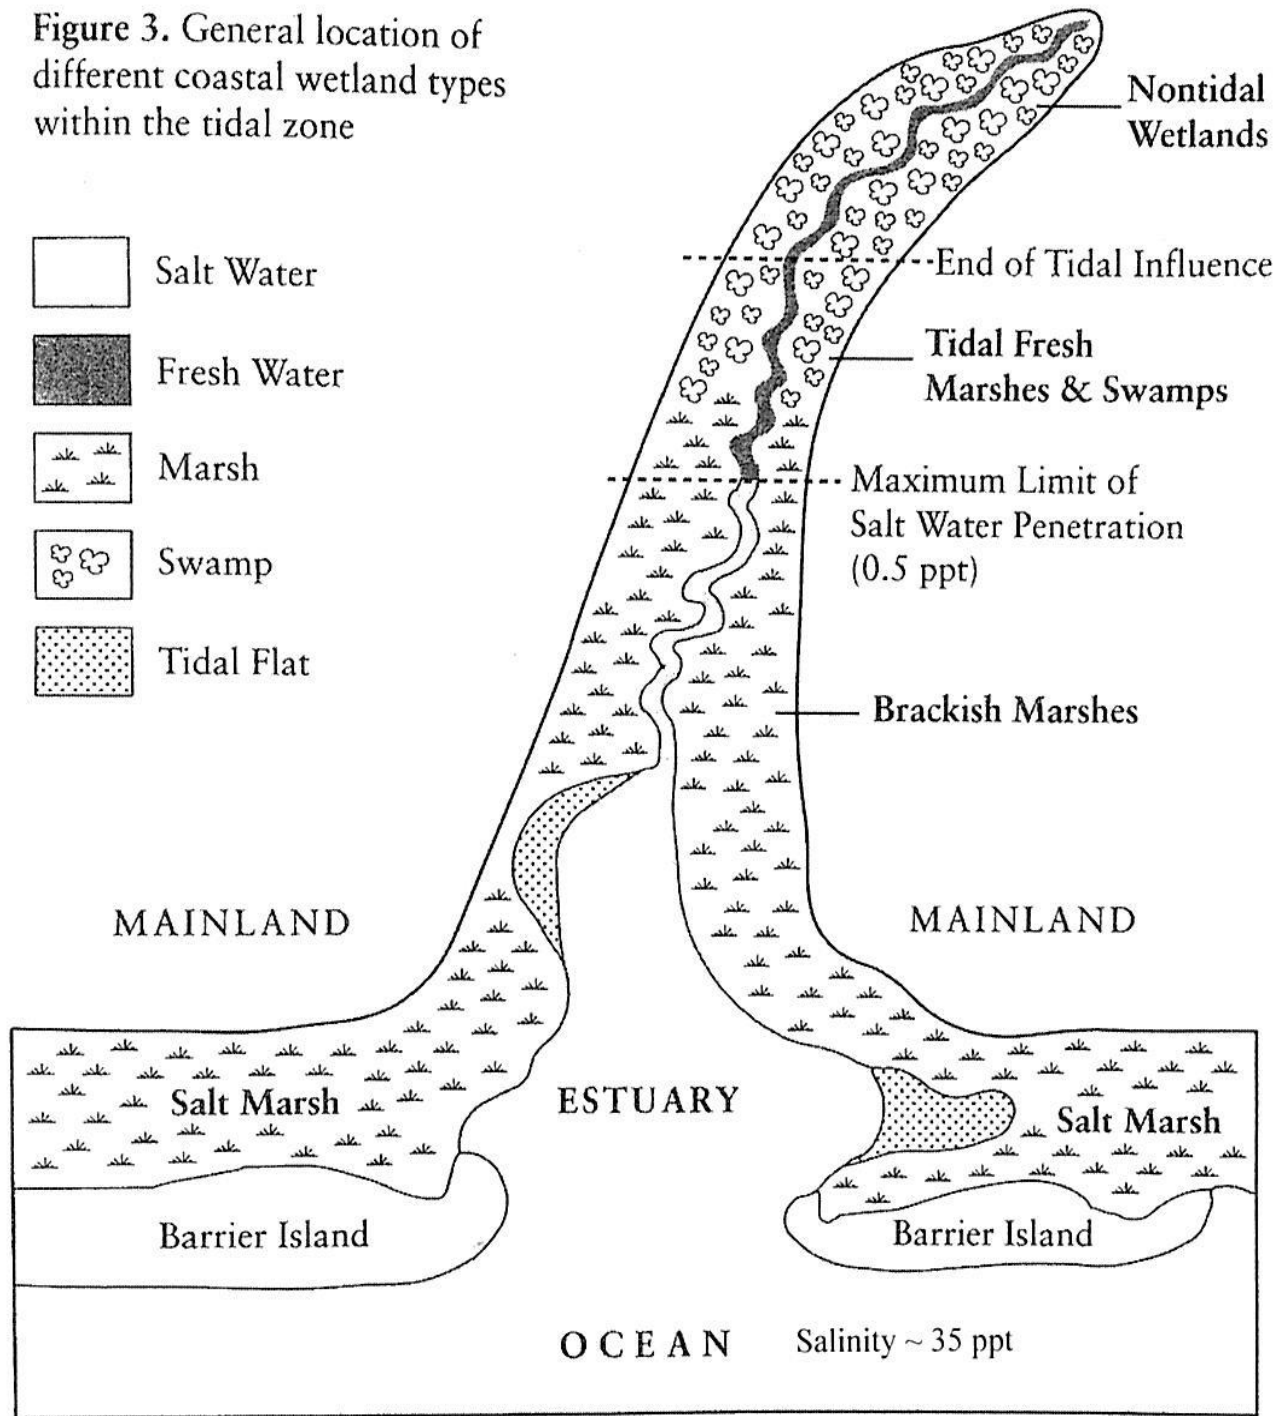 Figure 3. General location of
different coastal wetland types
within the tidal zone
Salt Water
Fresh Water
Marsh
Swamp
Tidal Flat
Nontidal
Wetlands
End of Tidal Influence
Tidal Fresh
Marshes & Swamps
Maximum Limit of
Salt Water Penetration
(0.5 ppt)
Brackish Marshes
MAINLAND
MAINLAND
Salt Marsh
ESTUARY
Salt Marsh
Barrier Island
Barrier Island
OCEAN
Salinity ~ 35 ppt